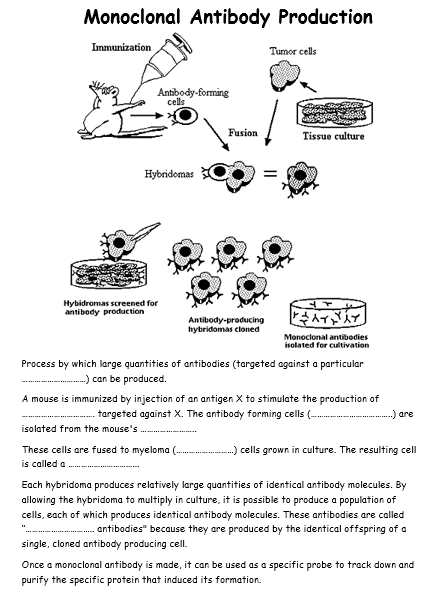 Monoclonal Antibody Production
Immunization
Tumor cells
Antibody-forming
cells
Fusion
Tissue culture
Hybridomas
=
Hybidromas screened for
antibody production
Antibody-producing
hybridomas cloned
Monoclonal antibodies
isolated for cultivation
Process by which large quantities of antibodies (targeted against a particular
…………………………) can be produced.
A mouse is immunized by injection of an antigen X to stimulate the production of
……………………………. targeted against X. The antibody forming cells (………………………………..) are
isolated from the mouse's ……………………..
These cells are fused to myeloma (………………………) cells grown in culture. The resulting cell
is called a ……………………………
Each hybridoma produces relatively large quantities of identical antibody molecules. By
allowing the hybridoma to multiply in culture, it is possible to produce a population of
cells, each of which produces identical antibody molecules. These antibodies are called
"…………………………. antibodies" because they are produced by the identical offspring of a
single, cloned antibody producing cell.
Once a monoclonal antibody is made, it can be used as a specific probe to track down and
purify the specific protein that induced its formation.